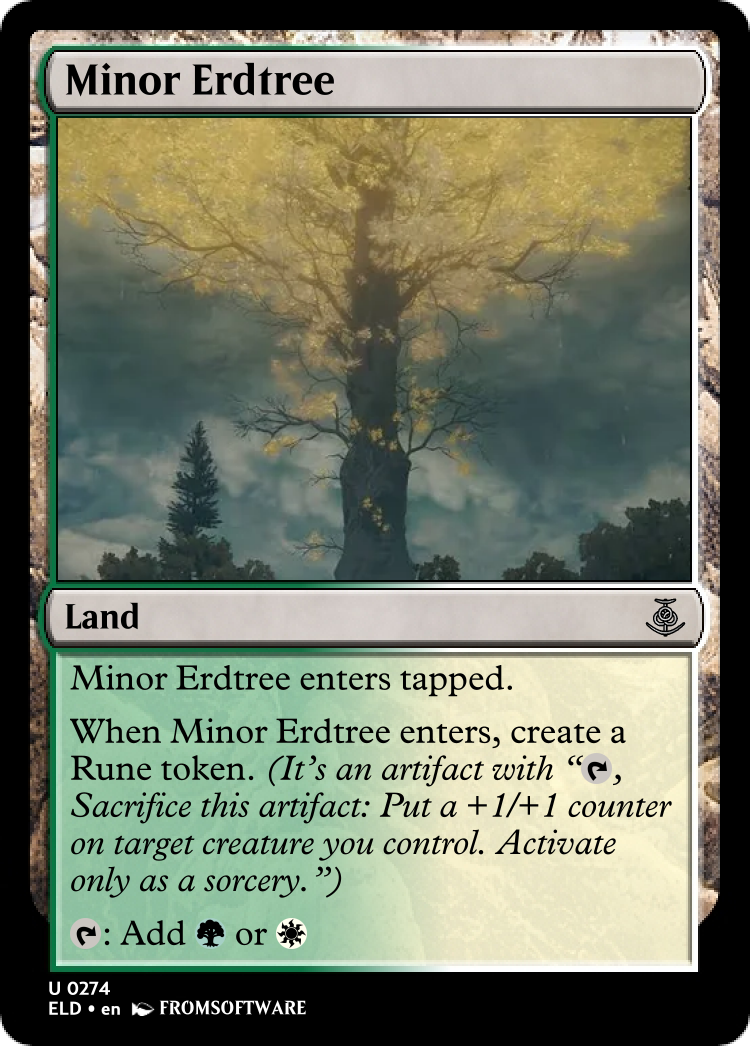 Minor Erdtree
Land
Minor Erdtree enters tapped.
When Minor Erdtree enters, create a
Rune token. (It's an artifact with “,
Sacrifice this artifact: Put a +1/+1 counter
on target creature you control. Activate
only as a sorcery.”)
: Add or
U 0274
ELD • en FROMSOFTWARE